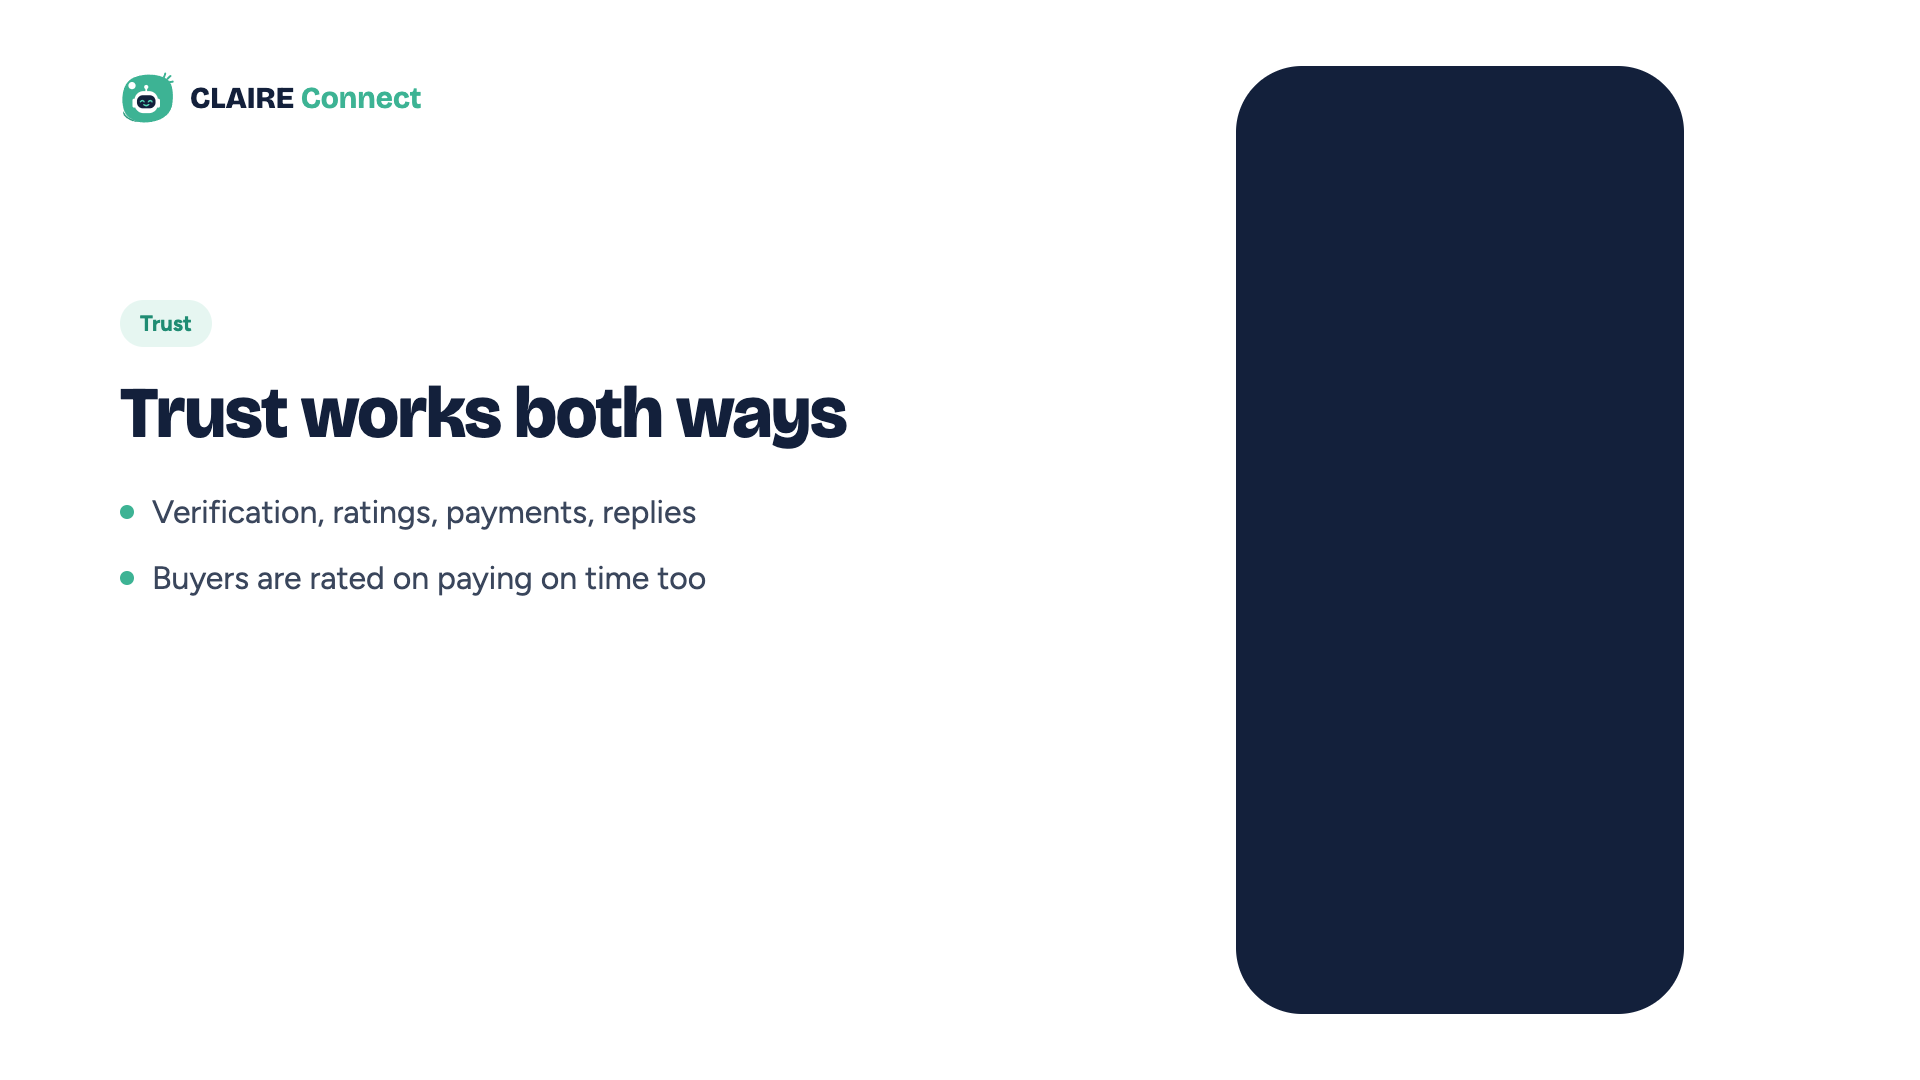 CLAIRE Connect
Trust
Trust works both ways
Verification, ratings, payments, replies
Buyers are rated on paying on time too